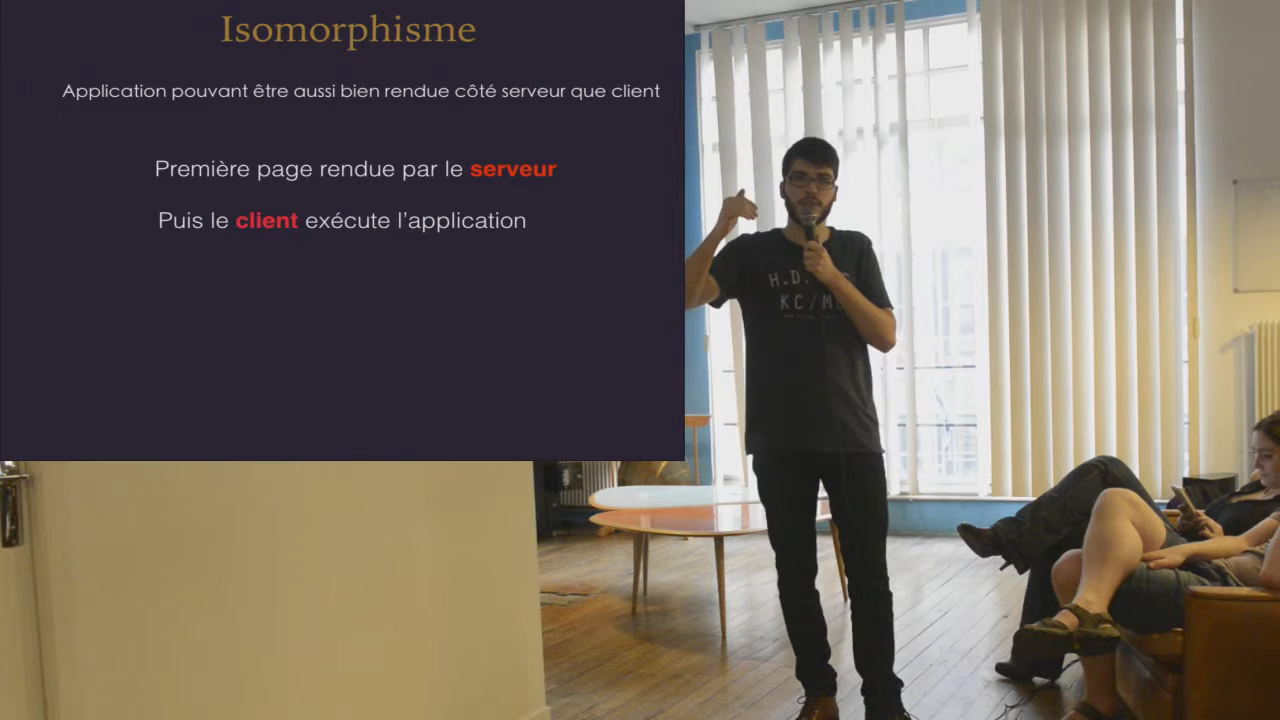 Isomorphisme
Application pouvant être aussi bien rendue côté serveur que client
Première page rendue par le serveur
Puis le client exécute l'application
H.D.
KC/M